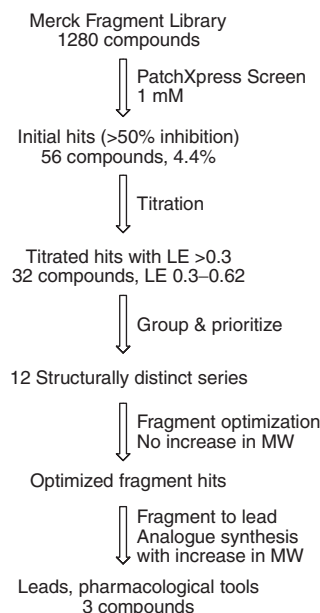 Merck Fragment Library
1280 compounds
PatchXpress Screen
1 mM
Initial hits (>50% inhibition)
56 compounds, 4.4%
Titration
Titrated hits with LE >0.3
32 compounds, LE 0.3–0.62
Group & prioritize
12 Structurally distinct series
Fragment optimization
No increase in MW
Optimized fragment hits
Fragment to lead
Analogue synthesis
with increase in MW
Leads, pharmacological tools
3 compounds